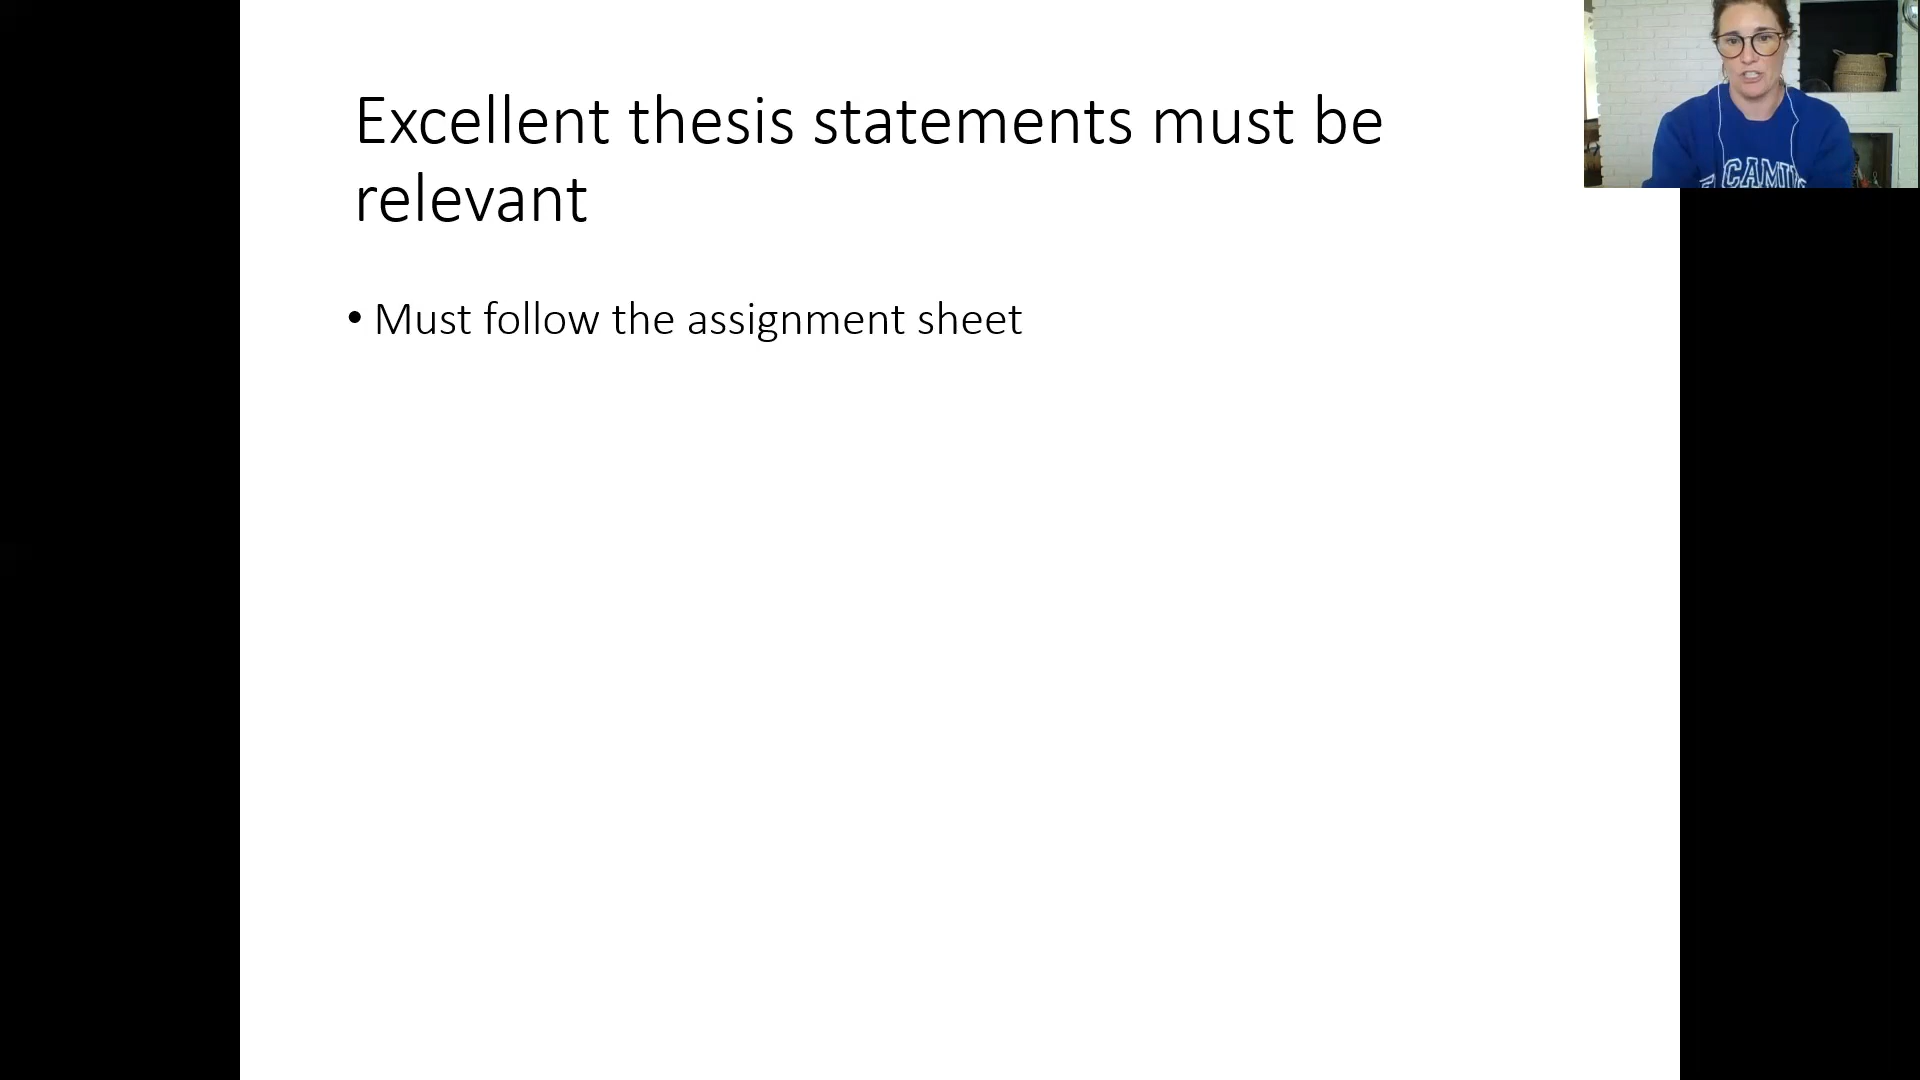 Excellent thesis statements must be
relevant
• Must follow the assignment sheet